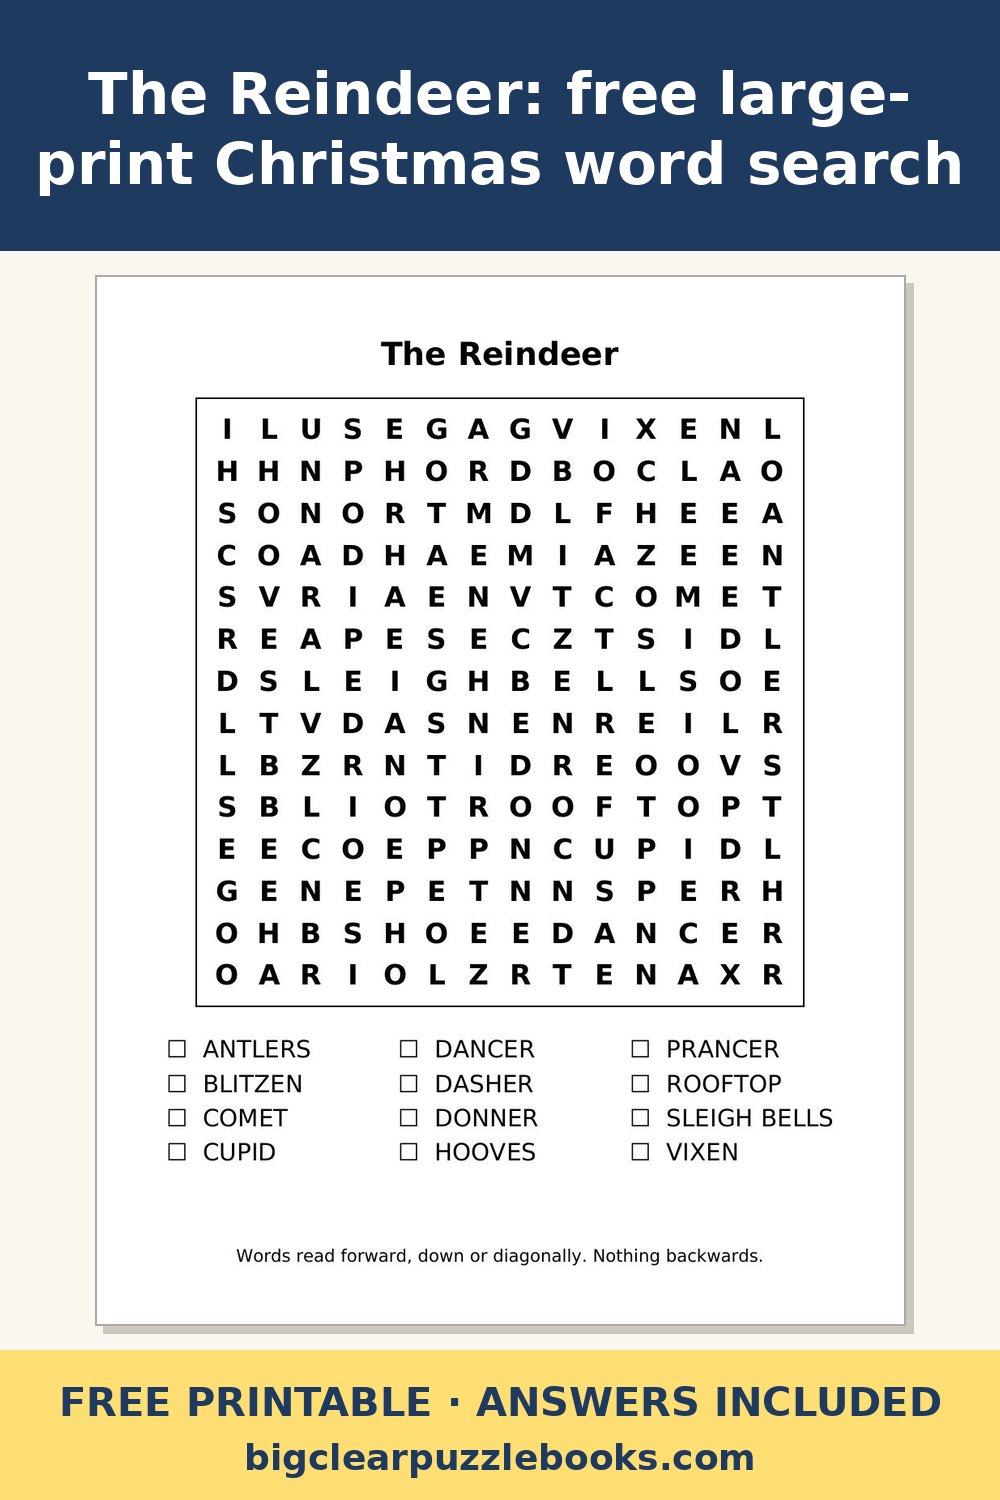 The Reindeer: free large-
print Christmas word search
The Reindeer
I L U S E G A G V I X E N L
H H N P H O R D B O C L A O
S O N O R T M D L F H E E A
C O A D H A E M I A Z E E N
S V R I A E N V T C O M E T
R E A P E S E C Z T S I D L
D S L E I G H B E L L S O E
L T V D A S N E N R E I L R
L B Z R N T I D R E O O V S
S B L I O T R O O F T O P T
E E C O E P P N C U P I D L
G E N E P E T N N S P E R H
O H B S H O E E D A N C E R
O A R I O L Z R T E N A X R
☐ ANTLERS ☐ DANCER ☐ PRANCER
☐ BLITZEN ☐ DASHER ☐ ROOFTOP
☐ COMET ☐ DONNER ☐ SLEIGH BELLS
☐ CUPID ☐ HOOVES ☐ VIXEN
Words read forward, down or diagonally. Nothing backwards.
FREE PRINTABLE · ANSWERS INCLUDED
bigclearpuzzlebooks.com